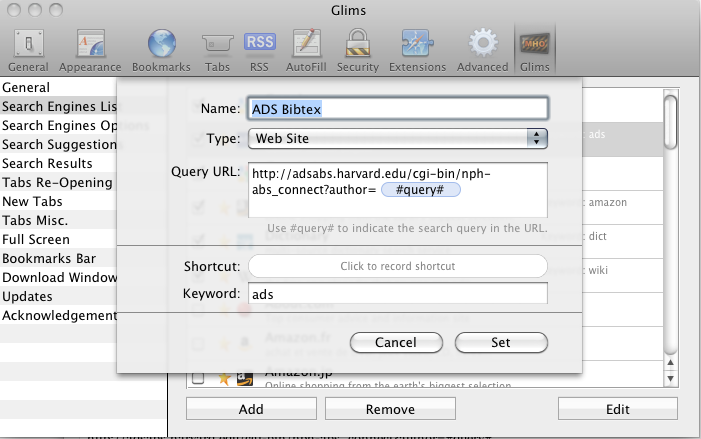 Glims
General
Appearance
Bookmarks
Tabs
RSS
RSS
AutoFill
Security
Extensions
Advanced
Glims
General
Search Engines Lis
Search Engines Options
Search Suggestions
Search Results
Tabs Re-Opening
New Tabs
Tabs Misc.
Full Screen
Bookmarks Bar
Download Window
Updates
Acknowledgement
Name: ADS Bibtex
Type: Web Site
Query URL: http://adsabs.harvard.edu/cgi-bin/nph-
abs_connect?author= #query#
Use #query# to indicate the search query in the URL.
Shortcut: Click to record shortcut
Keyword: ads
Cancel
Set
: ads
: amazon
: dict
: wiki
Dictionary
Amazon.fr
Amazon.jp
Online shopping from the earth's biggest selection
Add
Remove
Edit